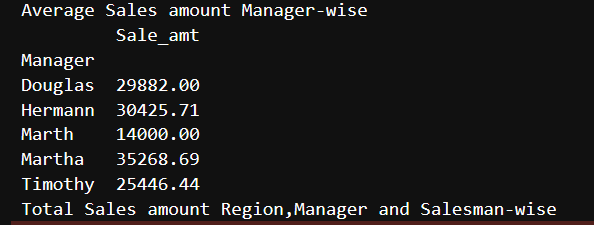 Average Sales amount Manager-wise
Sale_amt
Manager
Douglas 29882.00
Hermann 30425.71
Marth 14000.00
Martha 35268.69
Timothy 25446.44
Total Sales amount Region,Manager and Salesman-wise